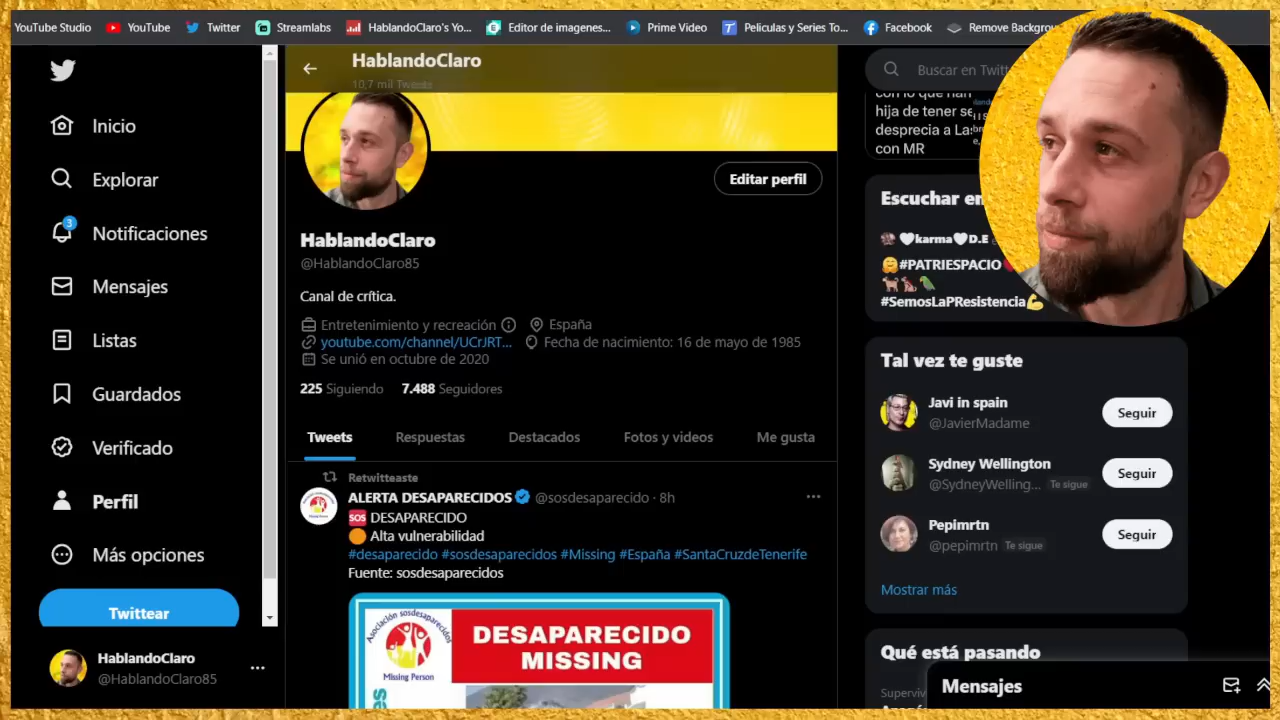 YouTube Studio
YouTube
Twitter
Streamlabs
HablandoClaro's Yo...
Editor de imagenes...
Prime Video
Peliculas y Series To...
Facebook
Remove Backgrou
HablandoClaro
10,7 mil Tweets
Inicio
Explorar
3
Notificaciones
Mensajes
Listas
Guardados
Verificado
Perfil
Más opciones
Twittear
HablandoClaro
@HablandoClaro85
Editar perfil
HablandoClaro
@HablandoClaro85
Canal de crítica.
Entretenimiento y recreación España
youtube.com/channel/UCrJRT... Fecha de nacimiento: 16 de mayo de 1985
Se unió en octubre de 2020
225 Siguiendo 7.488 Seguidores
Tweets Respuestas Destacados Fotos y videos Me gusta
Retwitteaste
ALERTA DESAPARECIDOS @sosdesaparecido · 8h
SOS DESAPARECIDO
Alta vulnerabilidad
#desaparecido #sosdesaparecidos #Missing #España #SantaCruzdeTenerife
Fuente: sosdesaparecidos
Asociación sosdesaparecidos
Missing Person
DESAPARECIDO
MISSING
Buscar en Twitt
con lo que han
hija de tener se
desprecia a La
con MR
Escuchar en
karma D.E
#PATRIESPACIO
#SemosLaPResistencia
Tal vez te guste
Javi in spain
@JavierMadame
Seguir
Sydney Wellington
@SydneyWelling... Te sigue
Seguir
Pepimrtn
@pepimrtn Te sigue
Seguir
Mostrar más
Qué está pasando
Mensajes